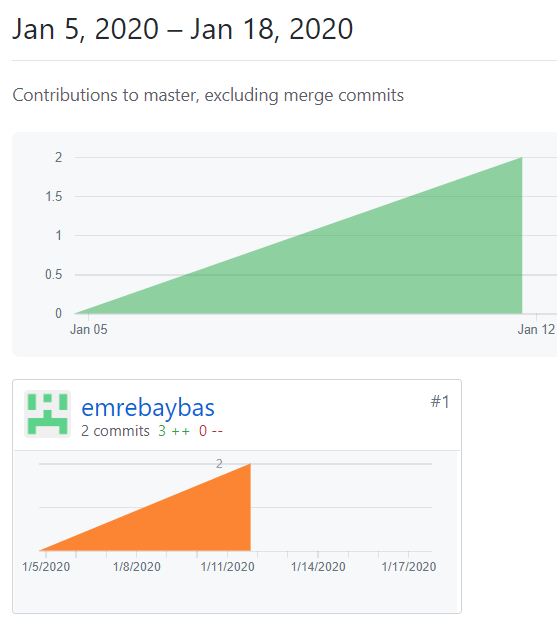 Jan 5, 2020 – Jan 18, 2020
Contributions to master, excluding merge commits
2
1.5
1
0.5
0
Jan 05 Jan 12
emrebaybas #1
2 commits 3 ++ 0 --
2
1/5/2020 1/8/2020 1/11/2020 1/14/2020 1/17/2020